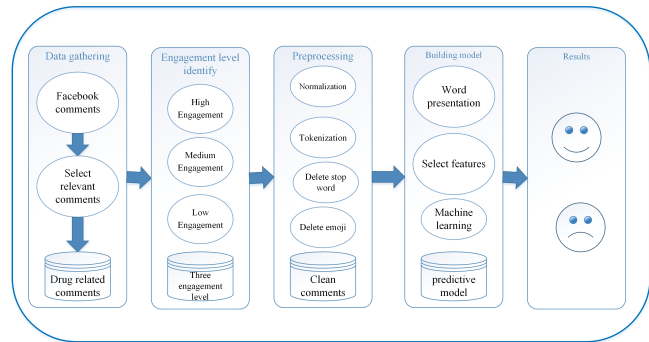 Data gathering
Facebook
comments
Select
relevant
comments
Drug related
comments
Engagement level
identify
High
Engagement
Medium
Engagement
Low
Engagement
Three
engagement
level
Preprocessing
Normalization
Tokenization
Delete stop
word
Delete emoji
Clean
comments
Building model
Word
presentation
Select features
Machine
learning
predictive
model
Results